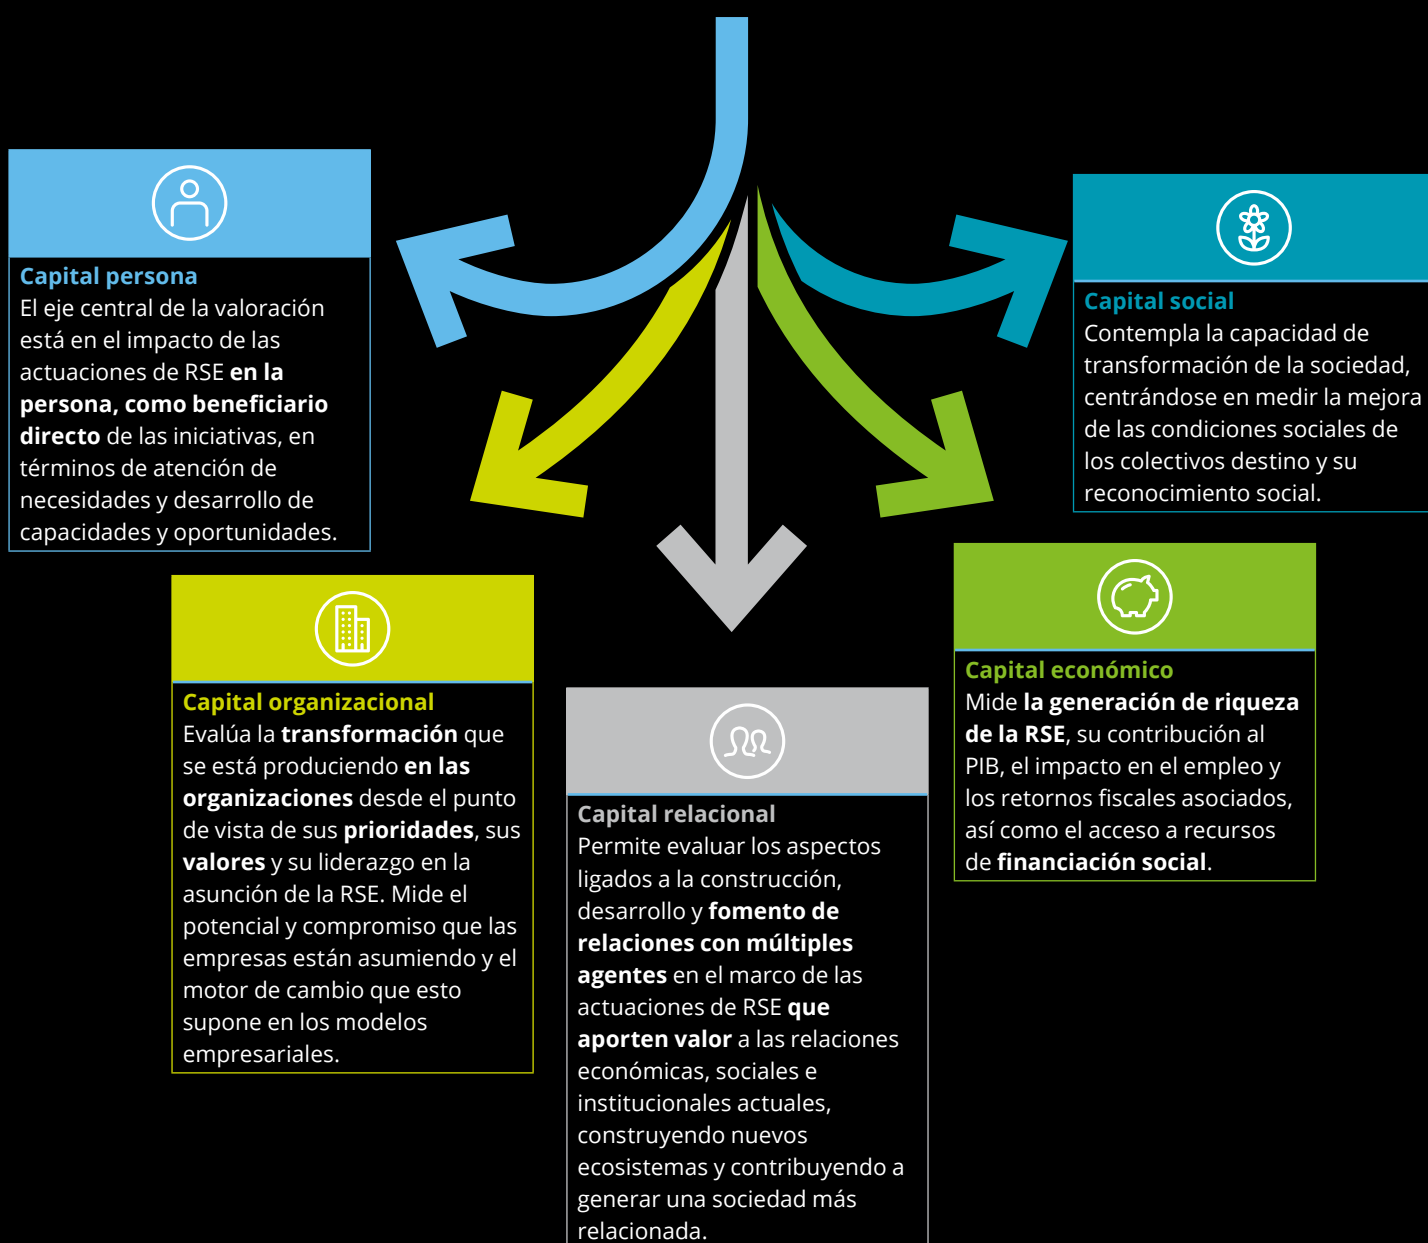 Capital persona
El eje central de la valoración
está en el impacto de las
actuaciones de RSE en la
persona, como beneficiario
directo de las iniciativas, en
términos de atención de
necesidades y desarrollo de
capacidades y oportunidades.
Capital organizacional
Evalúa la transformación que
se está produciendo en las
organizaciones desde el punto
de vista de sus prioridades, sus
valores y su liderazgo en la
asunción de la RSE. Mide el
potencial y compromiso que las
empresas están asumiendo y el
motor de cambio que esto
supone en los modelos
empresariales.
Capital relacional
Permite evaluar los aspectos
ligados a la construcción,
desarrollo y fomento de
relaciones con múltiples
agentes en el marco de las
actuaciones de RSE que
aporten valor a las relaciones
económicas, sociales e
institucionales actuales,
construyendo nuevos
ecosistemas y contribuyendo a
generar una sociedad más
relacionada.
Capital económico
Mide la generación de riqueza
de la RSE, su contribución al
PIB, el impacto en el empleo y
los retornos fiscales asociados,
así como el acceso a recursos
de financiación social.
Capital social
Contempla la capacidad de
transformación de la sociedad,
centrándose en medir la mejora
de las condiciones sociales de
los colectivos destino y su
reconocimiento social.